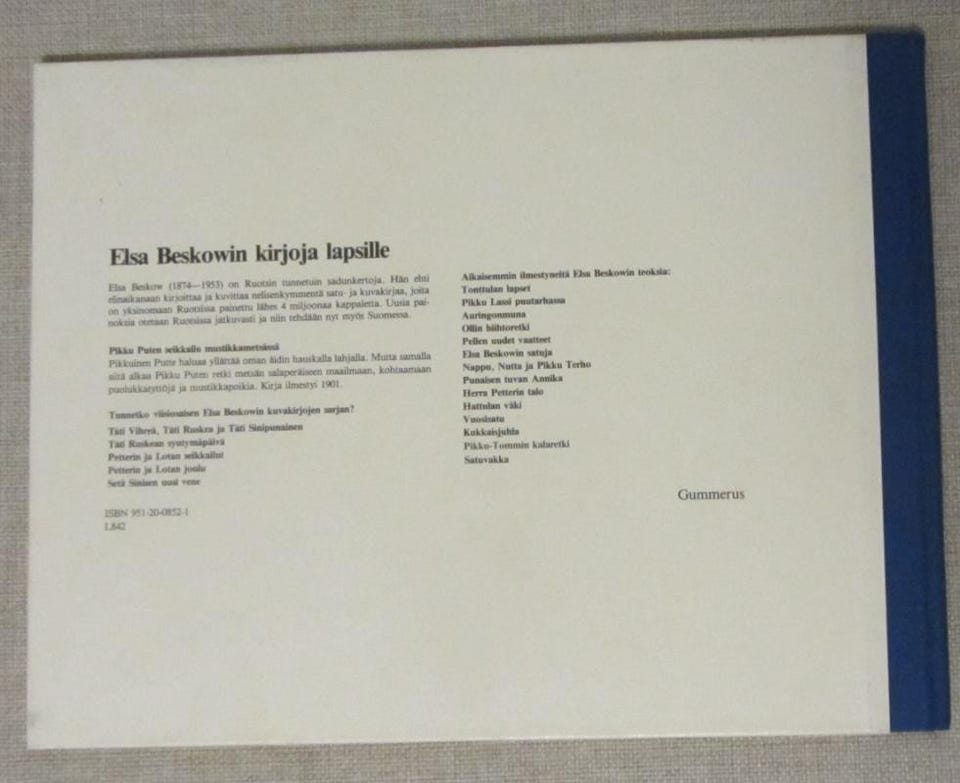 Elsa Beskowin kirjoja lapsille
Elsa Beskow (1874—1953) on Ruotsin tunnetuin sadunkertoja. Hän ehti
elinaikanaan kirjoittaa ja kuvittaa nelisenkymmentä satu- ja kuvakirjaa, joita
on yksinomaan Ruotsissa painettu lähes 4 miljoonaa kappaletta. Uusia pai-
noksia otetaan Ruotsissa jatkuvasti ja niin tehdään nyt myös Suomessa.
Pikku Puten seikkailu mustikkametsässä
Pikkuinen Putte haluaa yllättää oman äidin hauskalla lahjalla. Mutta samalla
siitä alkaa Pikku Puten retki metsän salaperäiseen maailmaan, kohtaamaan
puolukkatyttöjä ja mustikkapoikia. Kirja ilmestyi 1901.
Tunnetko viisiosaisen Elsa Beskowin kuvakirjojen sarjan?
Täti Vihreä, Täti Ruskea ja Täti Sinipunainen
Täti Ruskean syntymäpäivä
Petterin ja Lotan seikkailut
Petterin ja Lotan joulu
Setä Sinisen uusi vene
ISBN 951-20-0852-1
L842
Aikaisemmin ilmestyneitä Elsa Beskowin teoksia:
Tonttulan lapset
Pikku Lassi puutarhassa
Auringonmuna
Ollin hiihtoretki
Pellen uudet vaatteet
Elsa Beskowin satuja
Nappu, Nutta ja Pikku Terho
Punaisen tuvan Annika
Herra Petterin talo
Hattulan väki
Vuosisatu
Kukkaisjuhla
Pikku-Tommin kalaretki
Satuvakka
Gummerus